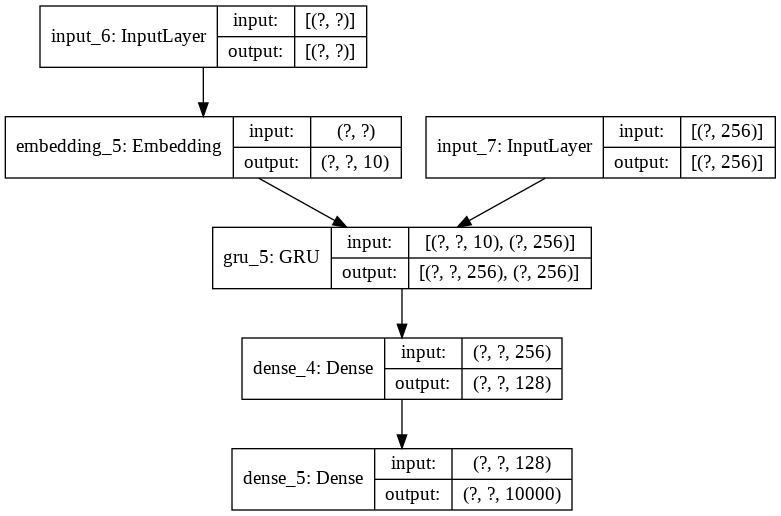 input_6: InputLayer
input: [(?, ?)]
output: [(?, ?)]
embedding_5: Embedding
input: (?, ?)
output: (?, ?, 10)
input_7: InputLayer
input: [(?, 256)]
output: [(?, 256)]
gru_5: GRU
input: [(?, ?, 10), (?, 256)]
output: [(?, ?, 256), (?, 256)]
dense_4: Dense
input: (?, ?, 256)
output: (?, ?, 128)
dense_5: Dense
input: (?, ?, 128)
output: (?, ?, 10000)